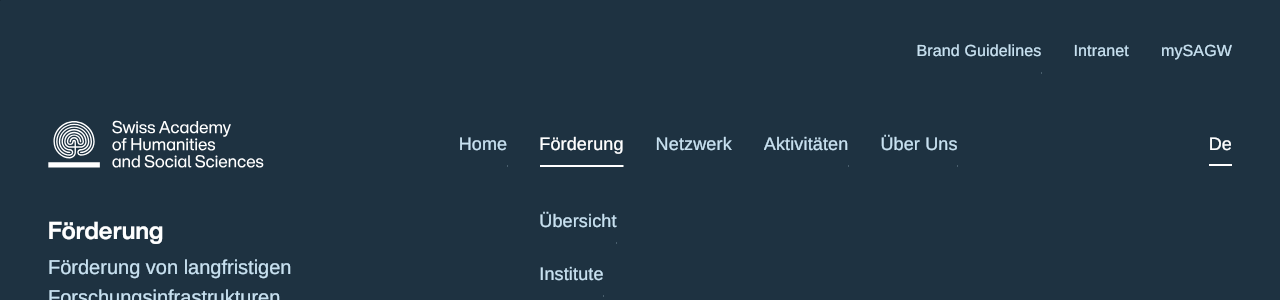 Brand Guidelines Intranet mySAGW
Swiss Academy
of Humanities
and Social Sciences
Home Förderung Netzwerk Aktivitäten Über Uns De
Förderung
Förderung von langfristigen
Forschungsinfrastrukturen
Übersicht
Institute